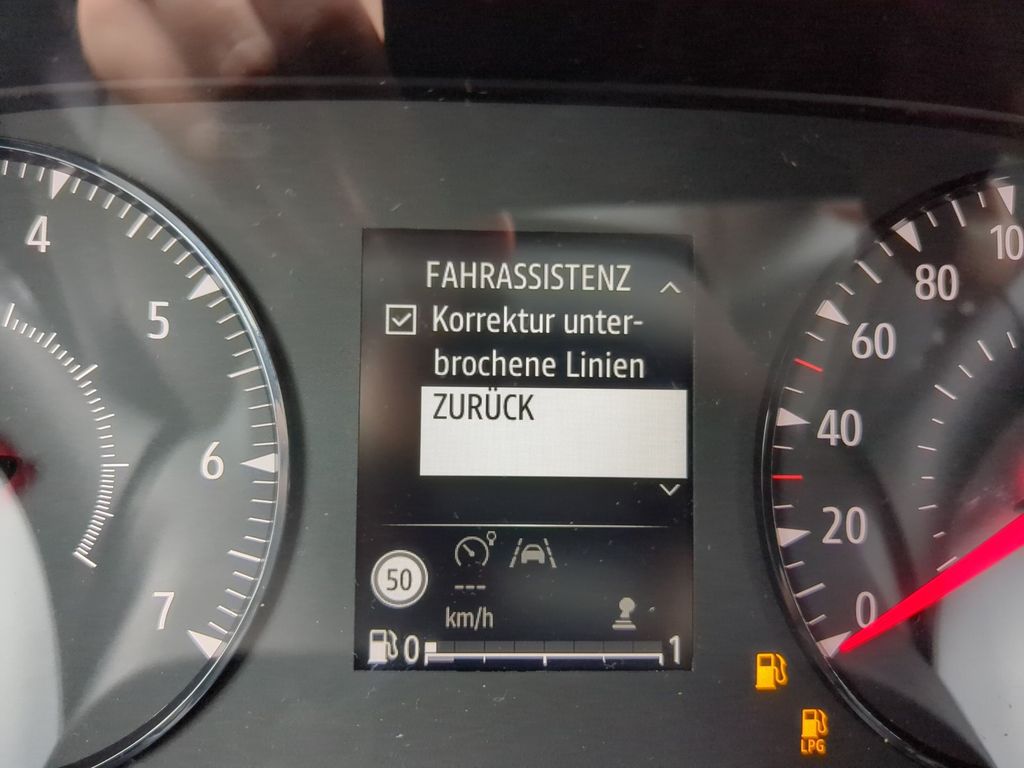 4
5
6
7
FAHRASSISTENZ
Korrektur unter-
brochene Linien
ZURÜCK
50
---
km/h
0 1
10
80
60
40
20
0
LPG